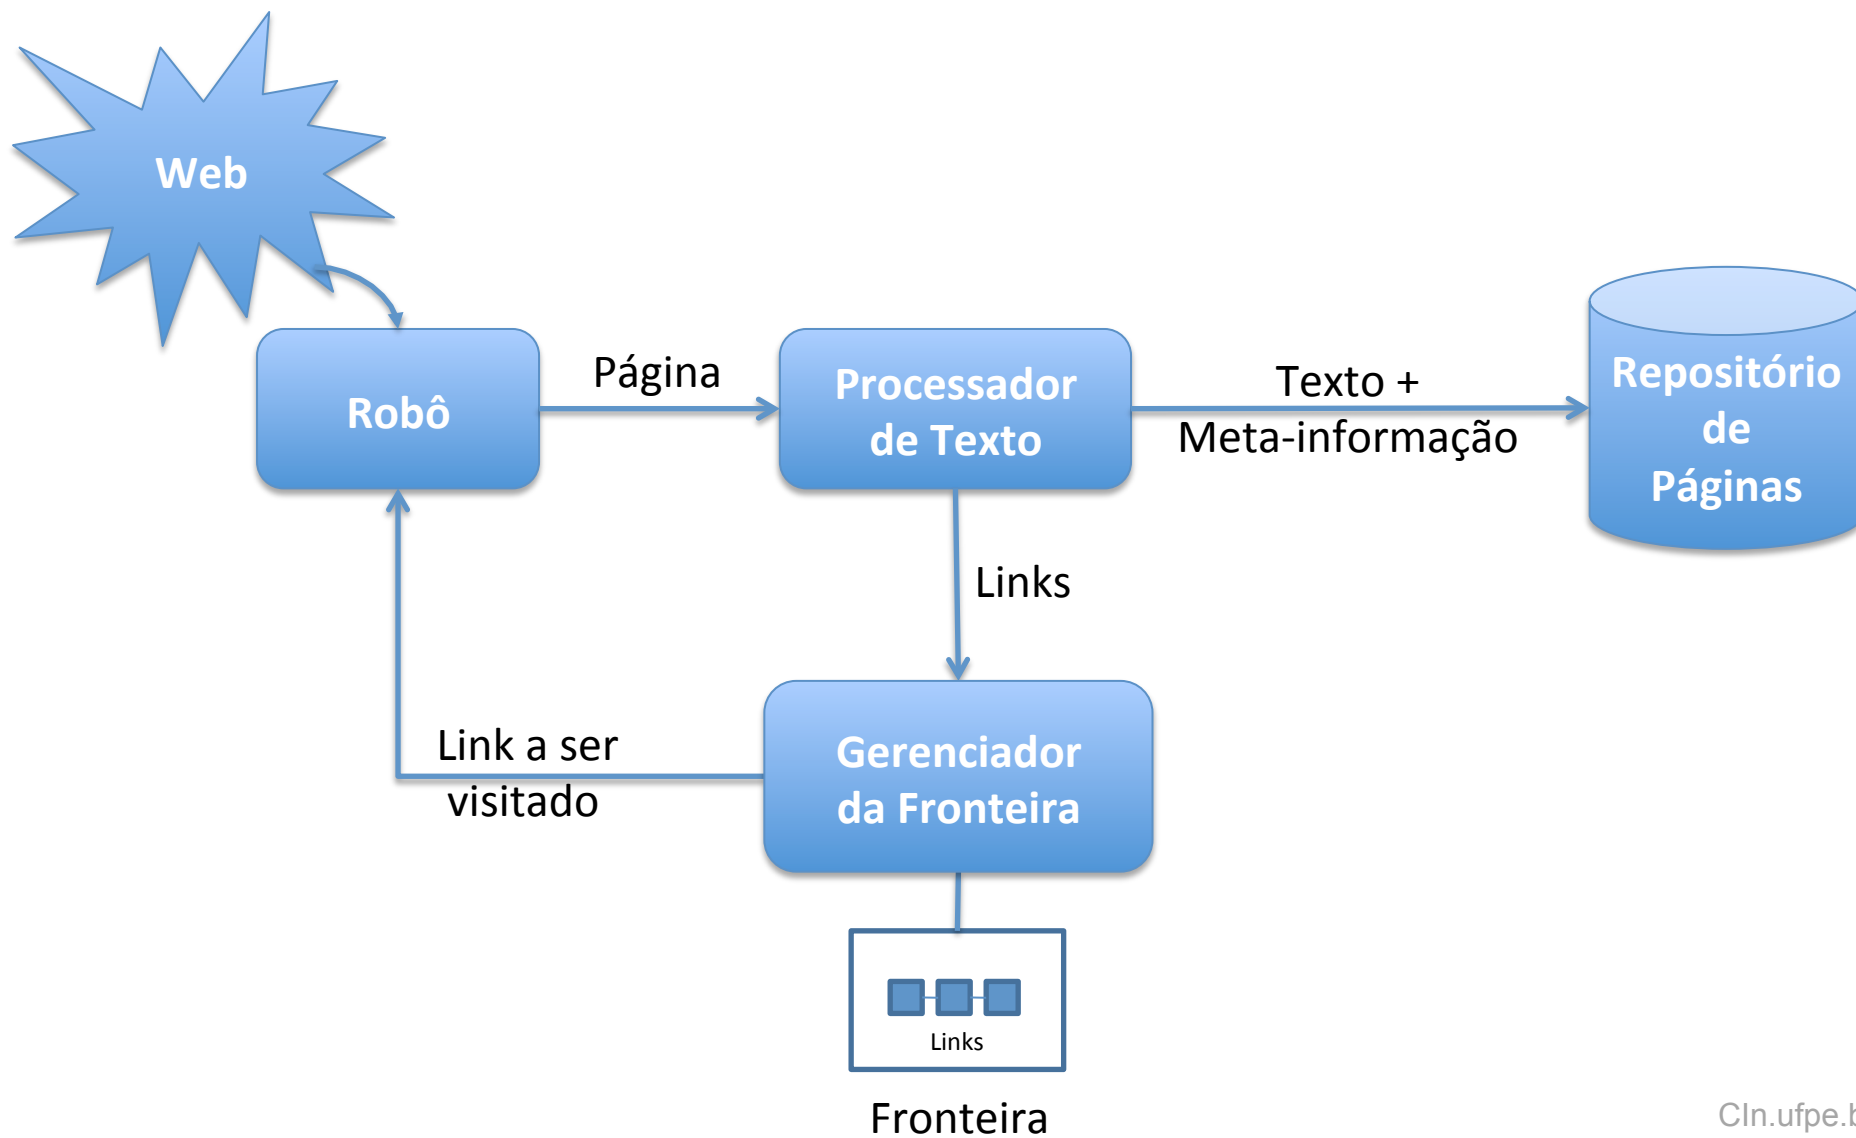 Web
Robô
Página
Processador
de Texto
Texto +
Meta-informação
Repositório
de
Páginas
Links
Link a ser
visitado
Gerenciador
da Fronteira
Links
Fronteira
CIn.ufpe.b